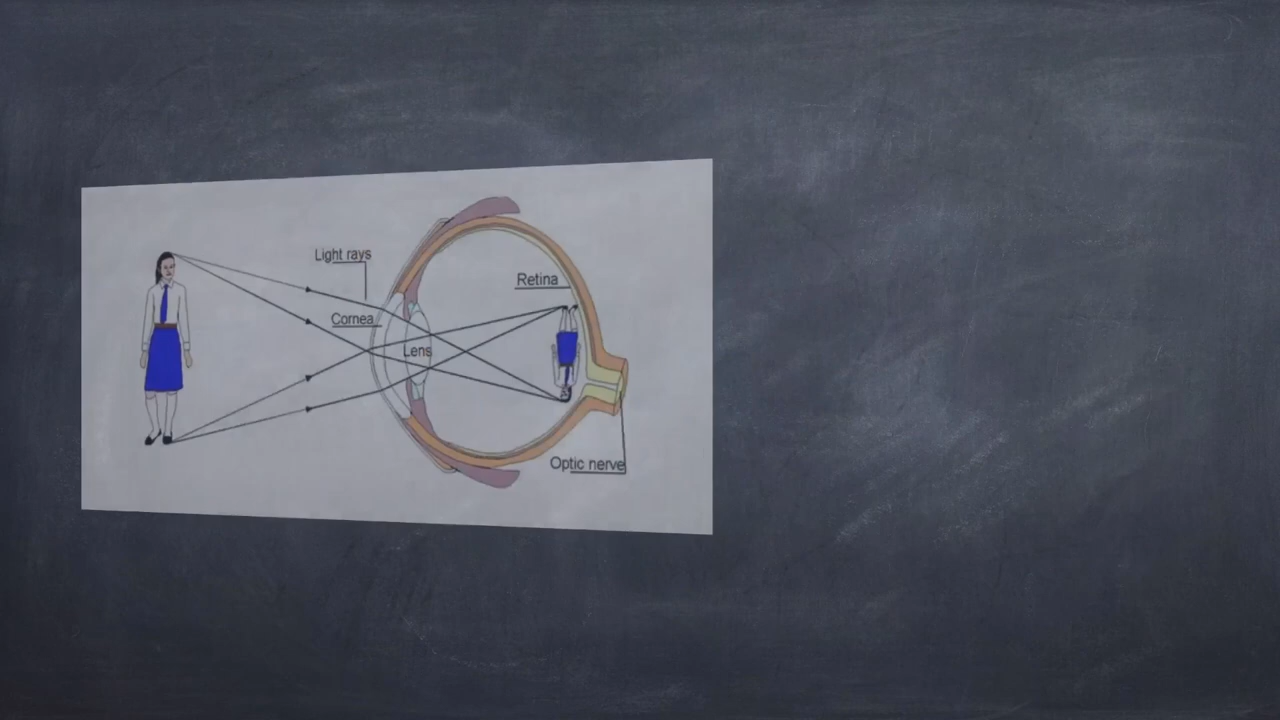 Light rays
Retina
Cornea
Lens
Optic nerve